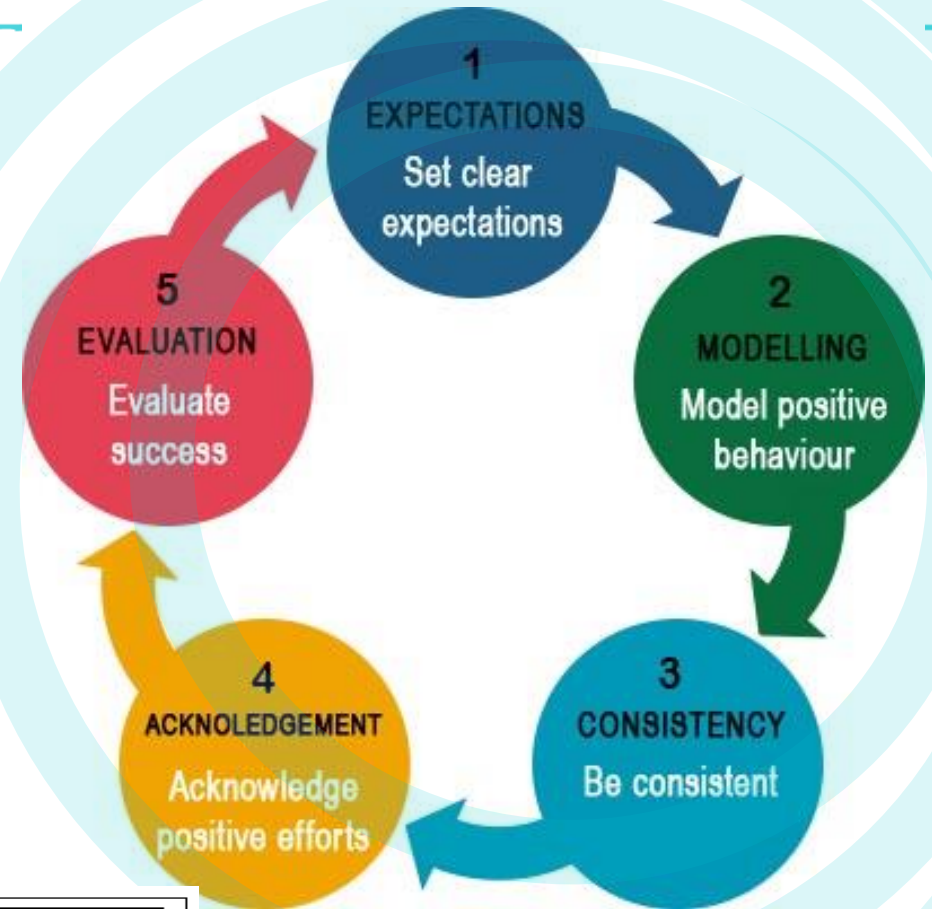 1
EXPECTATIONS
Set clear
expectations
2
MODELLING
Model positive
behaviour
3
CONSISTENCY
Be consistent
4
ACKNOLEDGEMENT
Acknowledge
positive efforts
5
EVALUATION
Evaluate
success